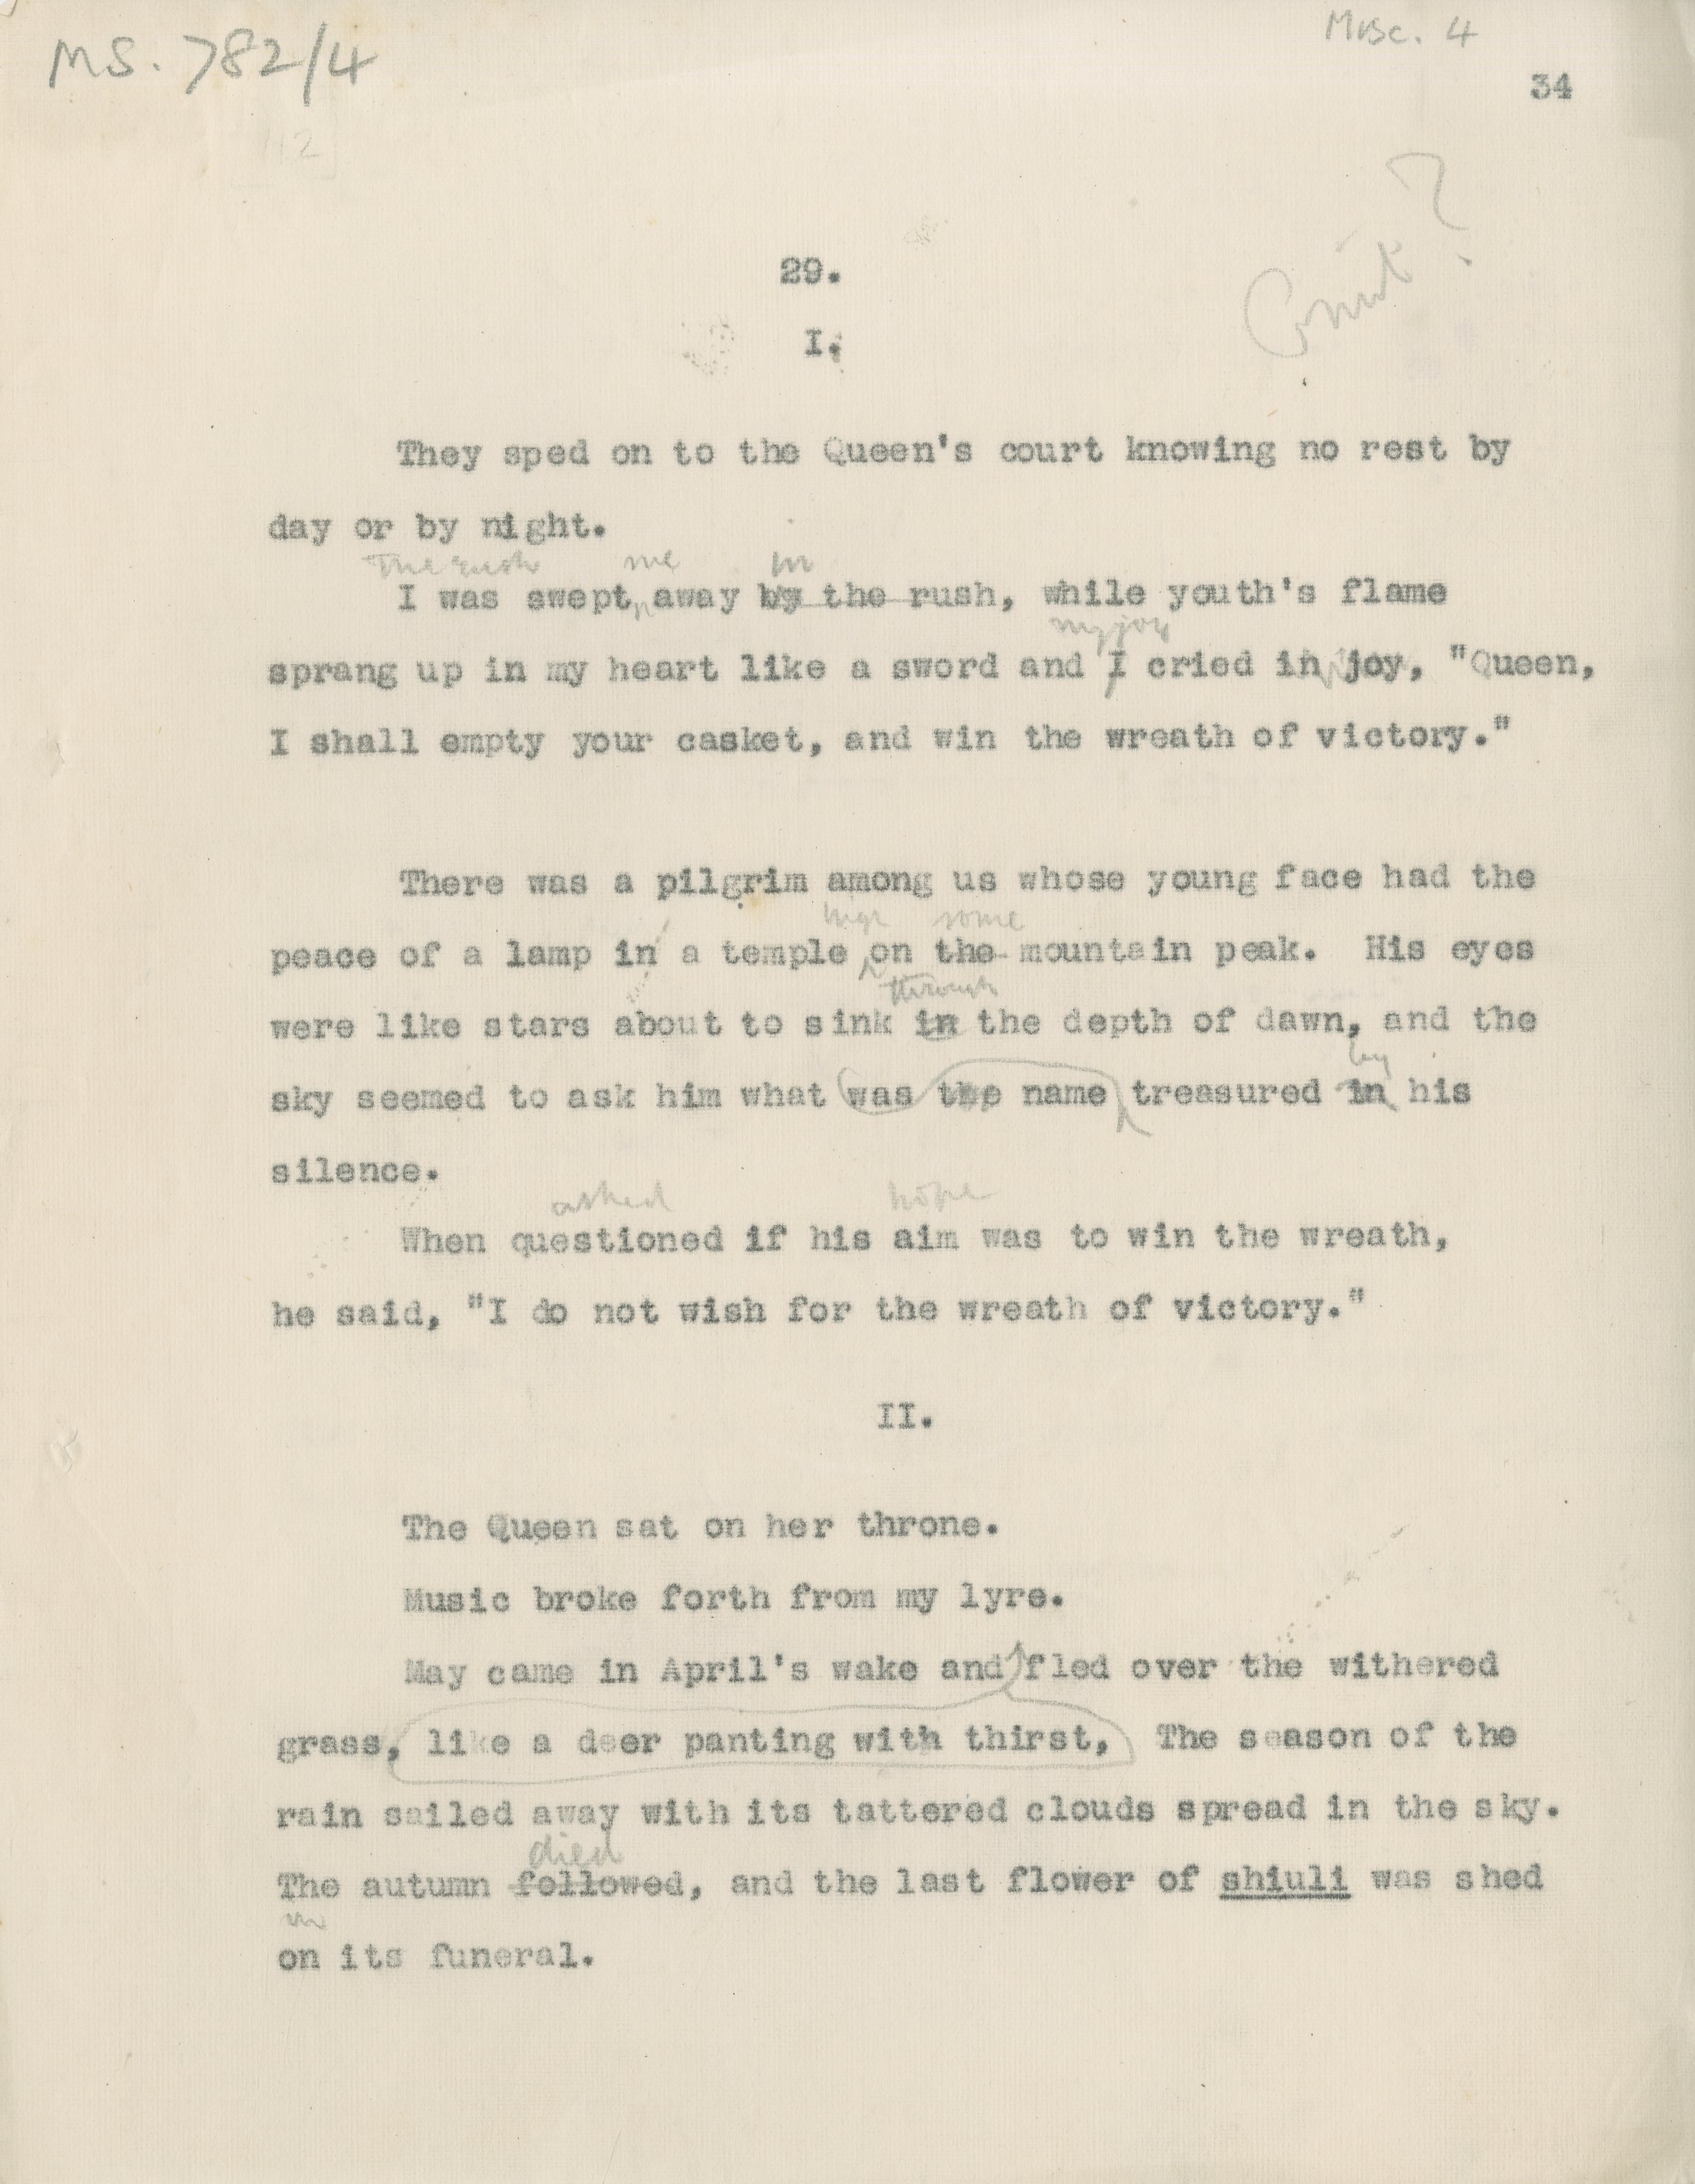 MS. 782/4
Misc. 4
34
112
Omit?
29.
I.
They sped on to the Queen's court knowing no rest by
day or by night.
The rush me in
I was swept away by the rush, while youth's flame
my joy
sprang up in my heart like a sword and I cried in joy, "Queen,
I shall empty your casket, and win the wreath of victory."
There was a pilgrim among us whose young face had the
high some
peace of a lamp in a temple on the mountain peak. His eyes
through
were like stars about to sink in the depth of dawn, and the
by
sky seemed to ask him what was the name treasured in his
silence.
asked hope
When questioned if his aim was to win the wreath,
he said, "I do not wish for the wreath of victory."
II.
The Queen sat on her throne.
Music broke forth from my lyre.
May came in April's wake and fled over the withered
grass, like a deer panting with thirst, The season of the
rain sailed away with its tattered clouds spread in the sky.
died
The autumn followed, and the last flower of shiuli was shed
on its funeral.